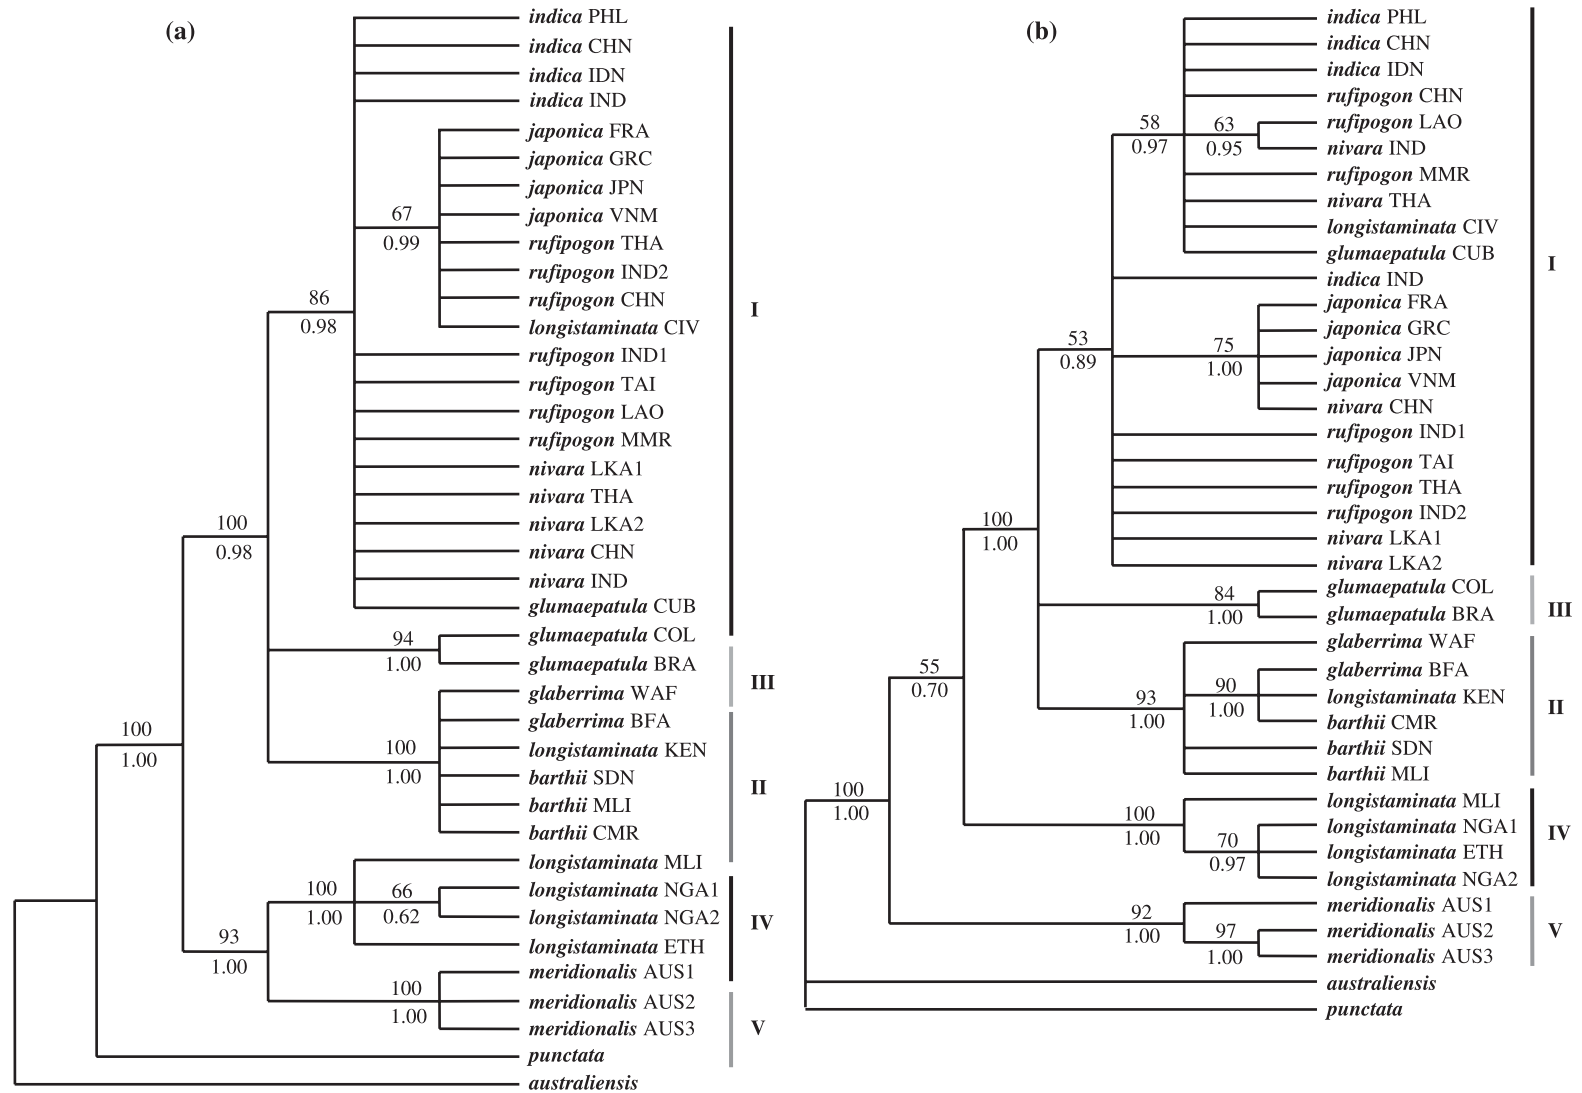 (a)
indica PHL
indica CHN
indica IDN
indica IND
japonica FRA
japonica GRC
japonica JPN
japonica VNM
67
rufipogon THA
0.99
rufipogon IND2
rufipogon CHN
86
longistaminata CIV
0.98
I
rufipogon IND1
rufipogon TAI
rufipogon LAO
rufipogon MMR
nivara LKA1
nivara THA
100
nivara LKA2
0.98
nivara CHN
nivara IND
glumaepatula CUB
94
glumaepatula COL
1.00
glumaepatula BRA
III
glaberrima WAF
100
glaberrima BFA
1.00
100
longistaminata KEN
1.00
barthii SDN
II
barthii MLI
barthii CMR
longistaminata MLI
100
66
longistaminata NGA1
1.00
0.62
longistaminata NGA2
IV
93
longistaminata ETH
1.00
meridionalis AUS1
100
meridionalis AUS2
1.00
meridionalis AUS3
V
punctata
australiensis
(b)
indica PHL
indica CHN
indica IDN
rufipogon CHN
58
63
rufipogon LAO
0.97
0.95
nivara IND
rufipogon MMR
nivara THA
longistaminata CIV
glumaepatula CUB
I
indica IND
japonica FRA
japonica GRC
53
75
japonica JPN
0.89
1.00
japonica VNM
nivara CHN
rufipogon IND1
rufipogon TAI
rufipogon THA
100
rufipogon IND2
1.00
nivara LKA1
nivara LKA2
84
glumaepatula COL
1.00
glumaepatula BRA
III
glaberrima WAF
55
glaberrima BFA
0.70
93
90
longistaminata KEN
1.00
1.00
II
barthii CMR
barthii SDN
barthii MLI
100
longistaminata MLI
1.00
100
longistaminata NGA1
1.00
IV
70
longistaminata ETH
0.97
longistaminata NGA2
92
meridionalis AUS1
1.00
97
meridionalis AUS2
V
1.00
meridionalis AUS3
australiensis
punctata